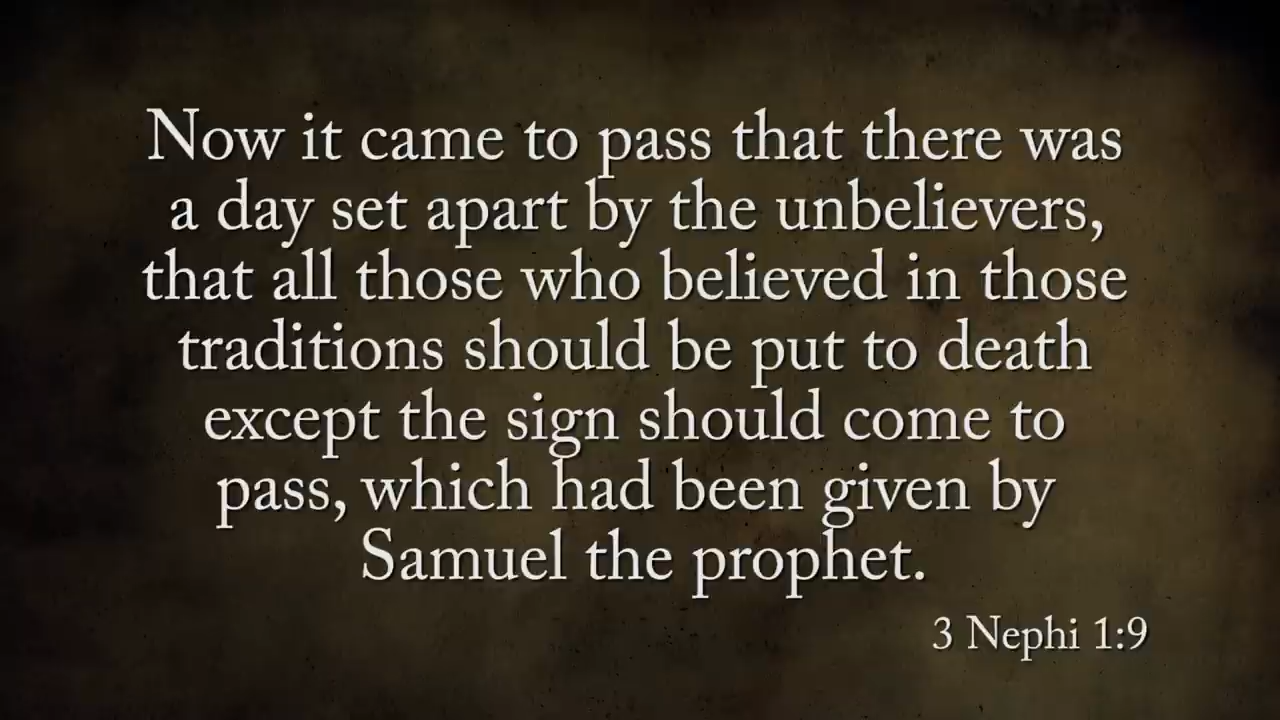 Now it came to pass that there was
a day set apart by the unbelievers,
that all those who believed in those
traditions should be put to death
except the sign should come to
pass, which had been given by
Samuel the prophet.
3 Nephi 1:9